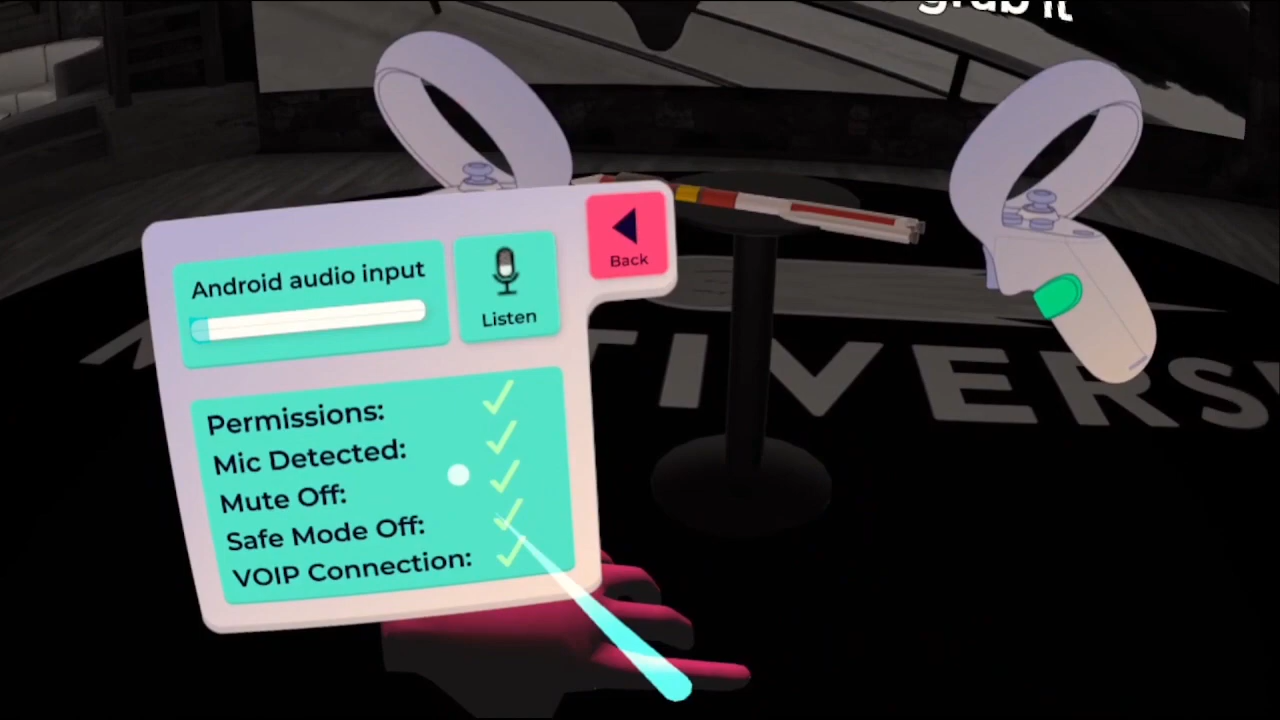 grab it
Android audio input
Listen
Back
Permissions:
Mic Detected:
Mute Off:
Safe Mode Off:
VOIP Connection: